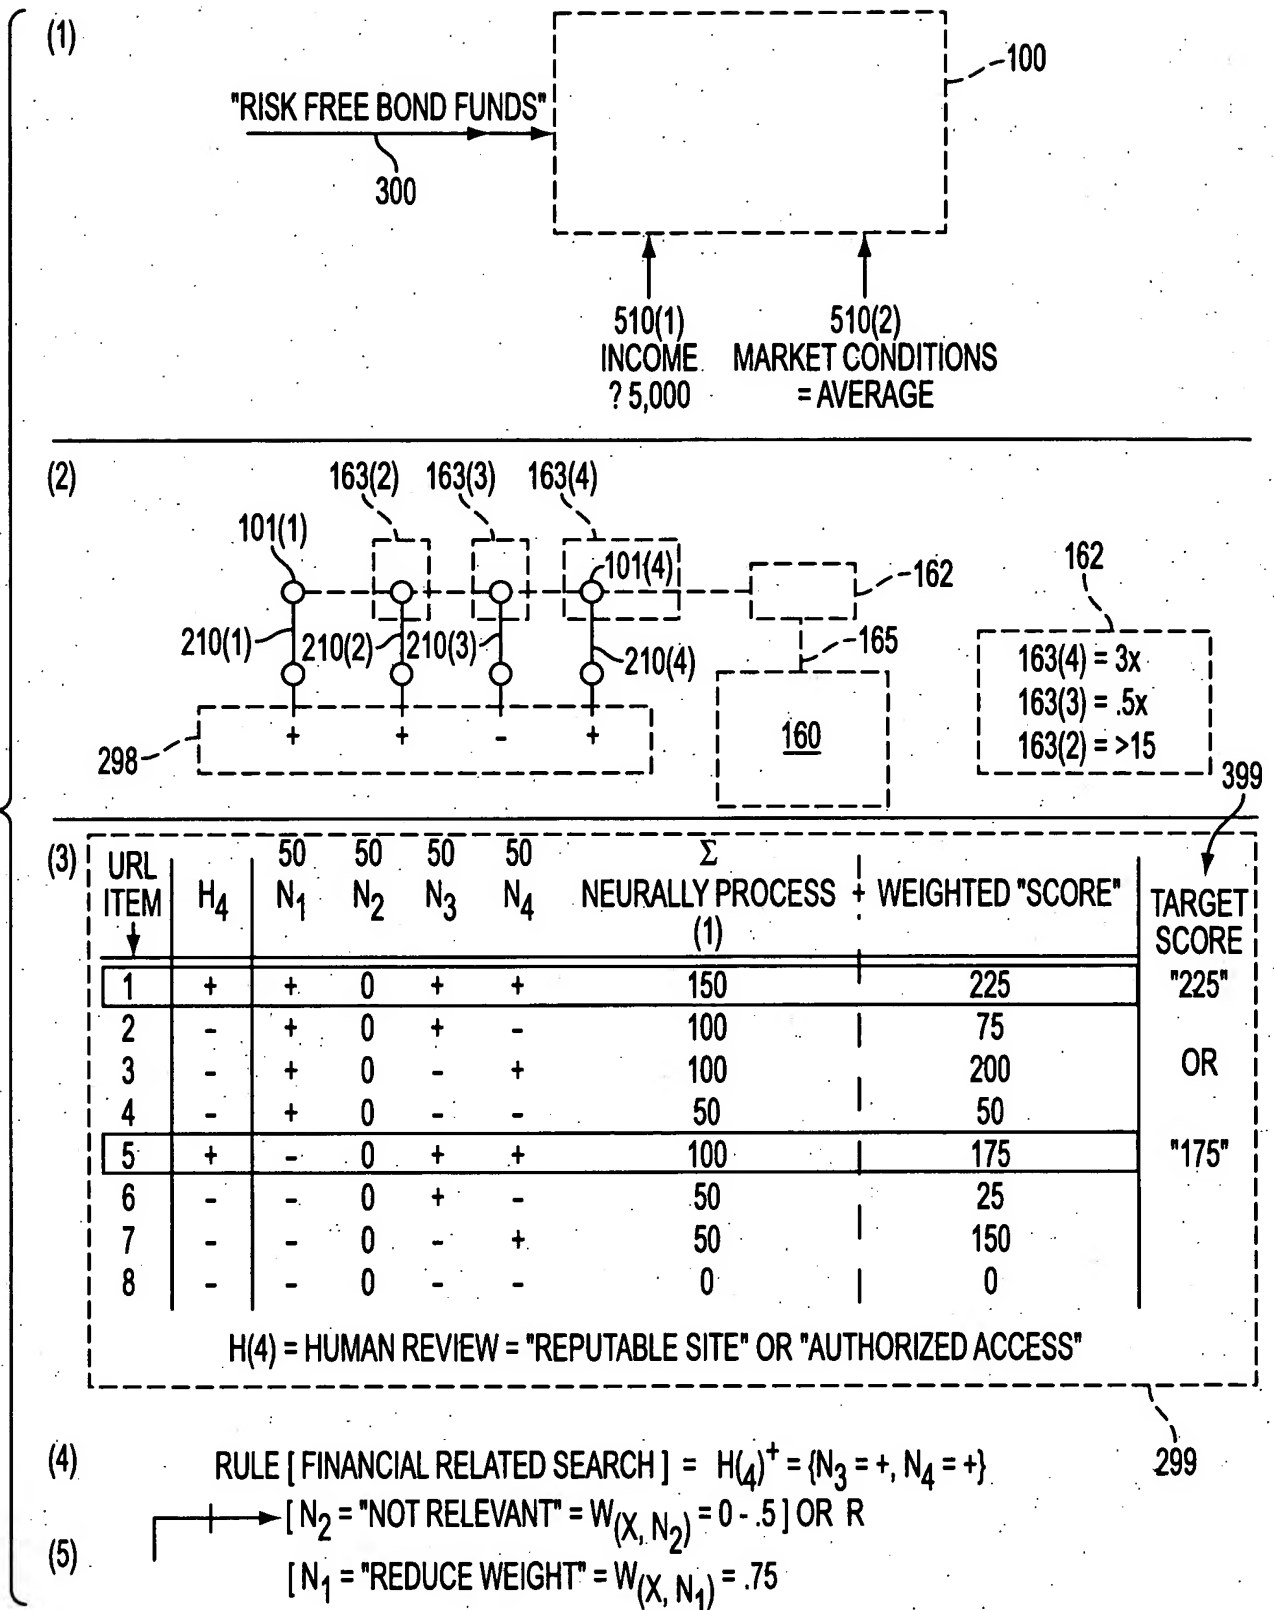 (1)
100
"RISK FREE BOND FUNDS"
300
510(1) 510(2)
INCOME MARKET CONDITIONS
? 5,000 = AVERAGE
(2)
163(2) 163(3) 163(4)
101(1)
101(4)
162
162
210(1) 210(2) 210(3) 210(4)
165
163(4) = 3x
163(3) = .5x
163(2) = >15
298
+ + - +
160
399
(3)
URL ITEM H4 50 N1 50 N2 50 N3 50 N4 Σ NEURALLY PROCESS (1) + WEIGHTED "SCORE" TARGET SCORE
1 + + 0 + + 150 225 "225"
2 - + 0 + - 100 75
3 - + 0 - + 100 200 OR
4 - + 0 - - 50 50
5 + - 0 + + 100 175 "175"
6 - - 0 + - 50 25
7 - - 0 - + 50 150
8 - - 0 - - 0 0
H(4) = HUMAN REVIEW = "REPUTABLE SITE" OR "AUTHORIZED ACCESS"
299
(4) RULE [ FINANCIAL RELATED SEARCH ] = H(4)+ = {N3 = +, N4 = +}
[ N2 = "NOT RELEVANT" = W(X, N2) = 0 - .5 ] OR R
(5)
[ N1 = "REDUCE WEIGHT" = W(X, N1) = .75